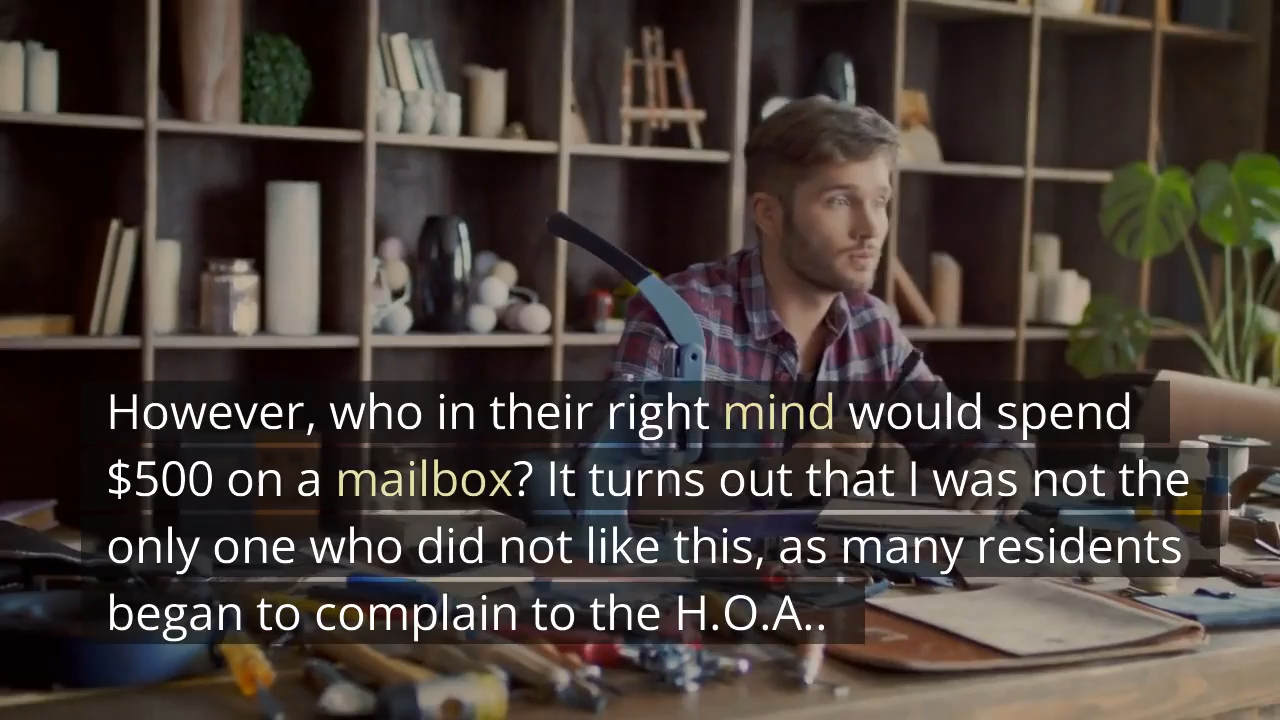 However, who in their right mind would spend
$500 on a mailbox? It turns out that I was not the
only one who did not like this, as many residents
began to complain to the H.O.A..